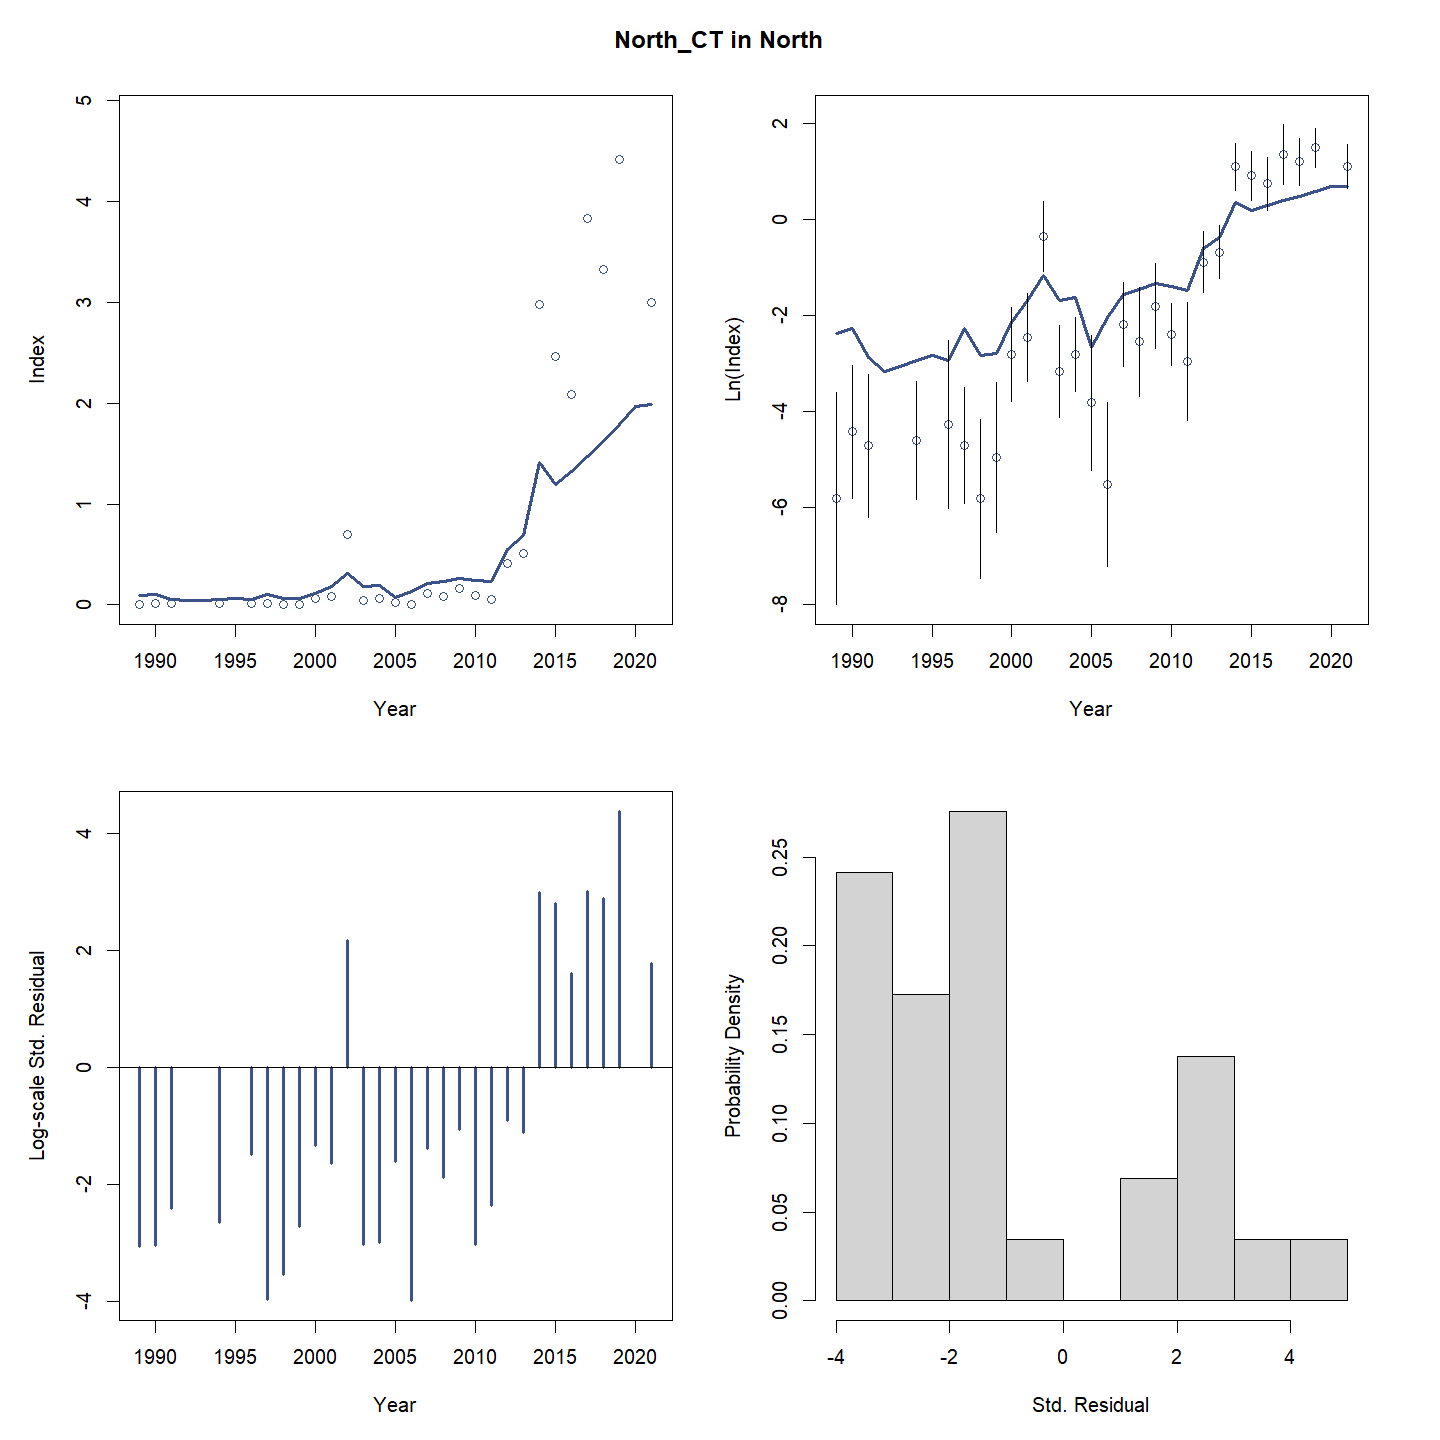 North_CT in North
Index
0 1 2 3 4 5
1990 1995 2000 2005 2010 2015 2020
Year
Ln(Index)
-8 -6 -4 -2 0 2
1990 1995 2000 2005 2010 2015 2020
Year
Log-scale Std. Residual
-4 -2 0 2 4
1990 1995 2000 2005 2010 2015 2020
Year
Probability Density
0.00 0.05 0.10 0.15 0.20 0.25
-4 -2 0 2 4
Std. Residual